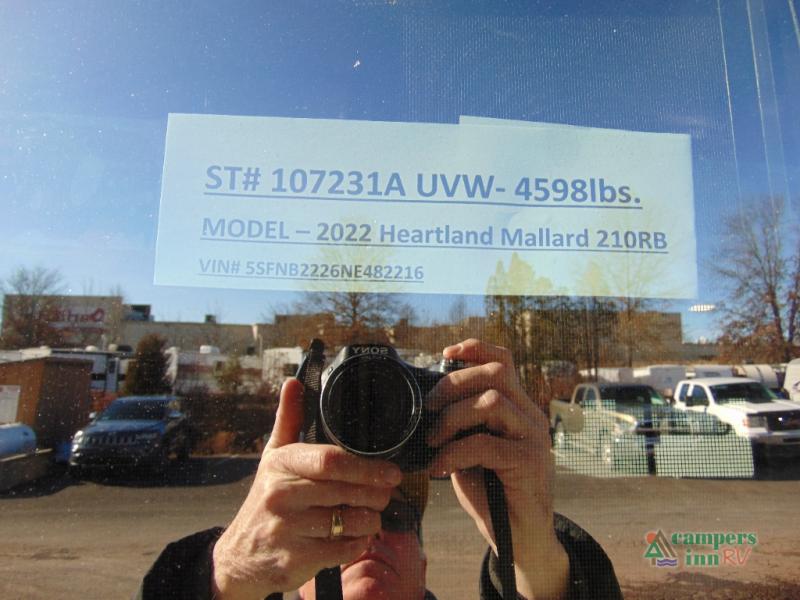 ST# 107231A UVW- 4598lbs.
MODEL – 2022 Heartland Mallard 210RB
VIN# 5SFNB2226NE482216
SONY
campers
inn RV